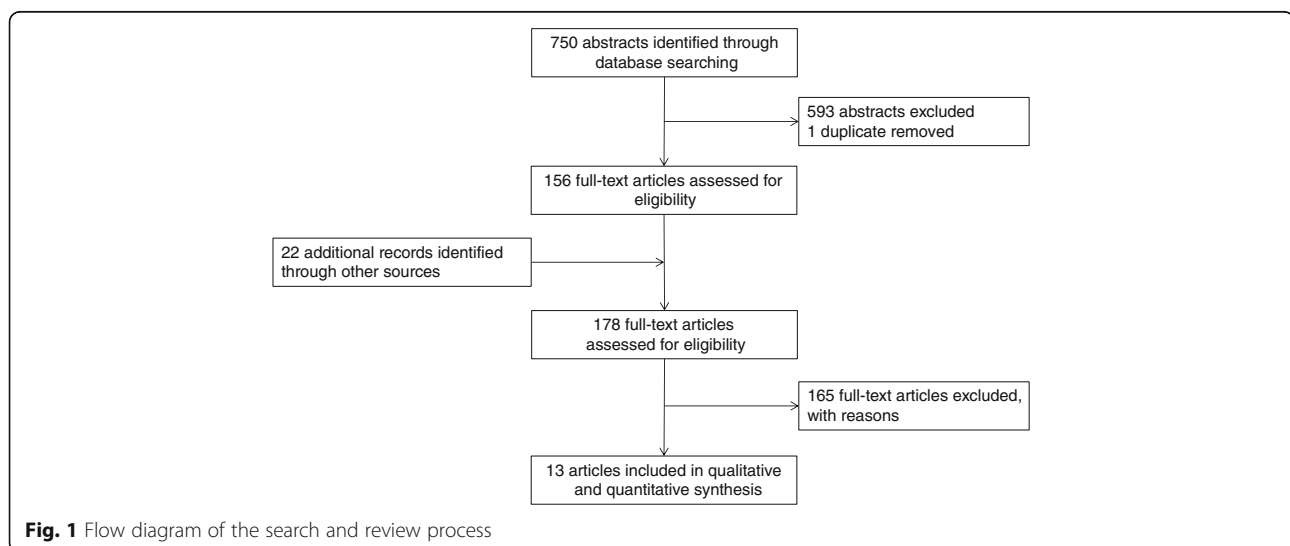 750 abstracts identified through
database searching
593 abstracts excluded
1 duplicate removed
156 full-text articles assessed for
eligibility
22 additional records identified
through other sources
178 full-text articles
assessed for eligibility
165 full-text articles excluded,
with reasons
13 articles included in qualitative
and quantitative synthesis
Fig. 1 Flow diagram of the search and review process